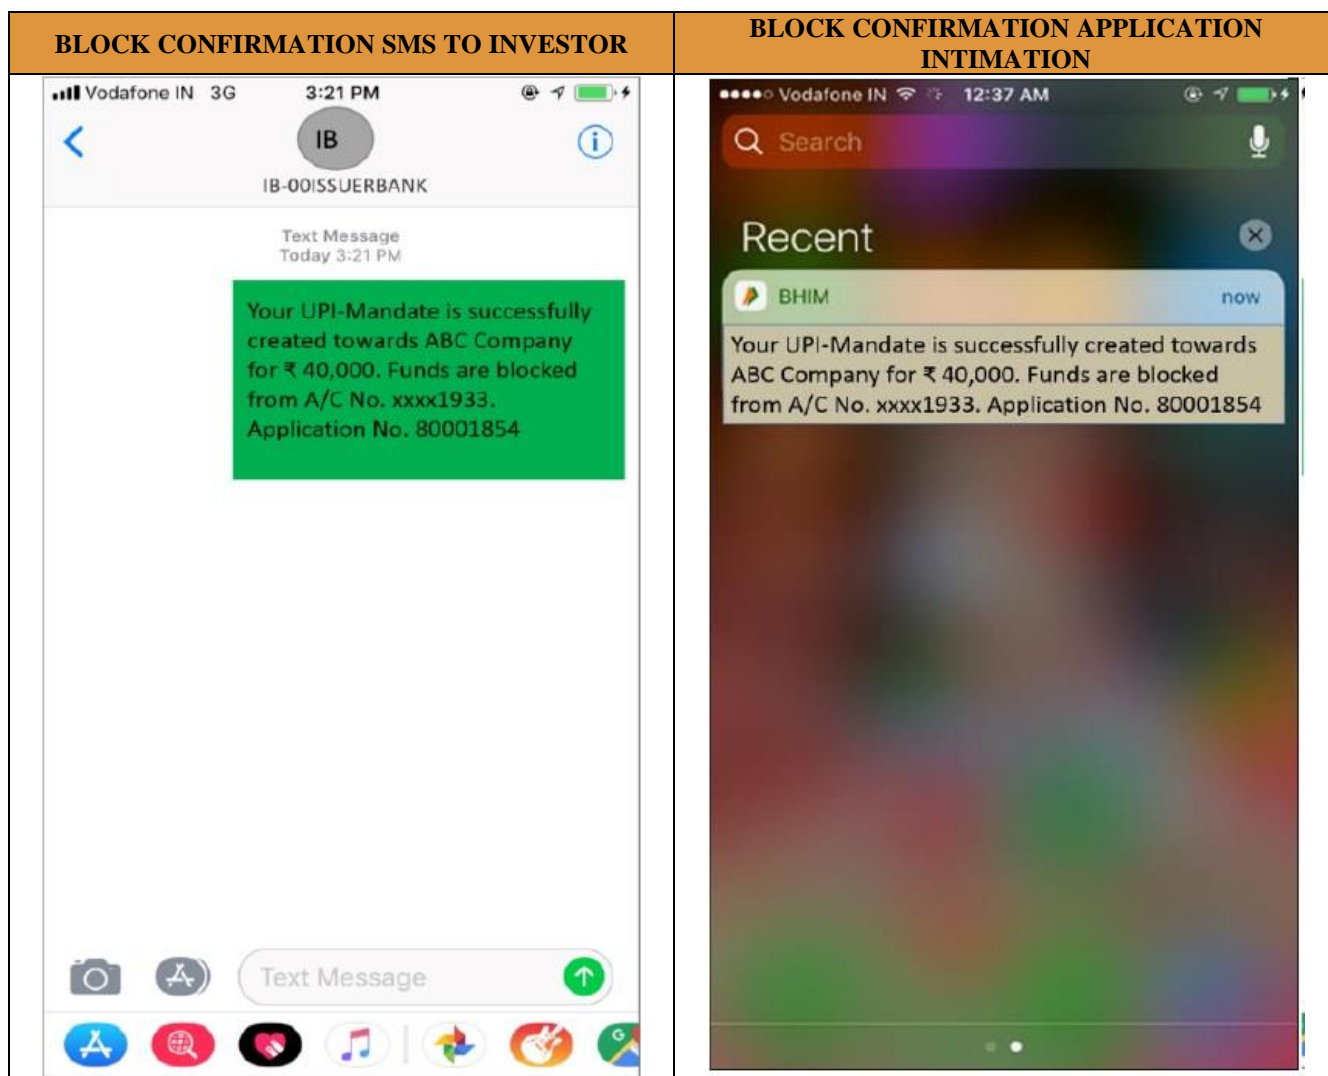 BLOCK CONFIRMATION SMS TO INVESTOR
BLOCK CONFIRMATION APPLICATION
INTIMATION
Vodafone IN 3G 3:21 PM
IB
IB-00ISSUERBANK
Text Message
Today 3:21 PM
Your UPI-Mandate is successfully
created towards ABC Company
for ₹ 40,000. Funds are blocked
from A/C No. xxxx1933.
Application No. 80001854
Text Message
G
Vodafone IN 12:37 AM
Search
Recent
BHIM now
Your UPI-Mandate is successfully created towards
ABC Company for ₹ 40,000. Funds are blocked
from A/C No. xxxx1933. Application No. 80001854